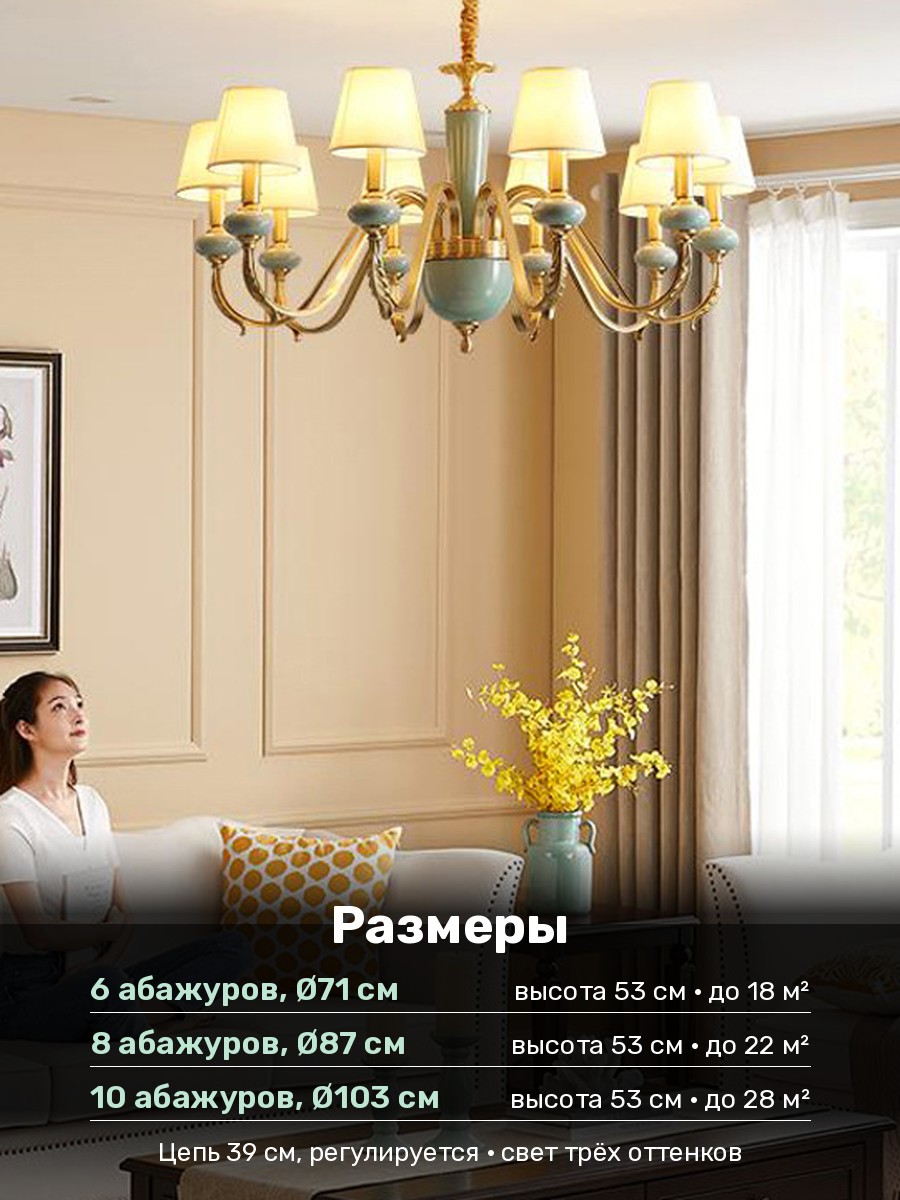 Размеры
6 абажуров, Ø71 см высота 53 см • до 18 м²
8 абажуров, Ø87 см высота 53 см • до 22 м²
10 абажуров, Ø103 см высота 53 см • до 28 м²
Цепь 39 см, регулируется • свет трёх оттенков